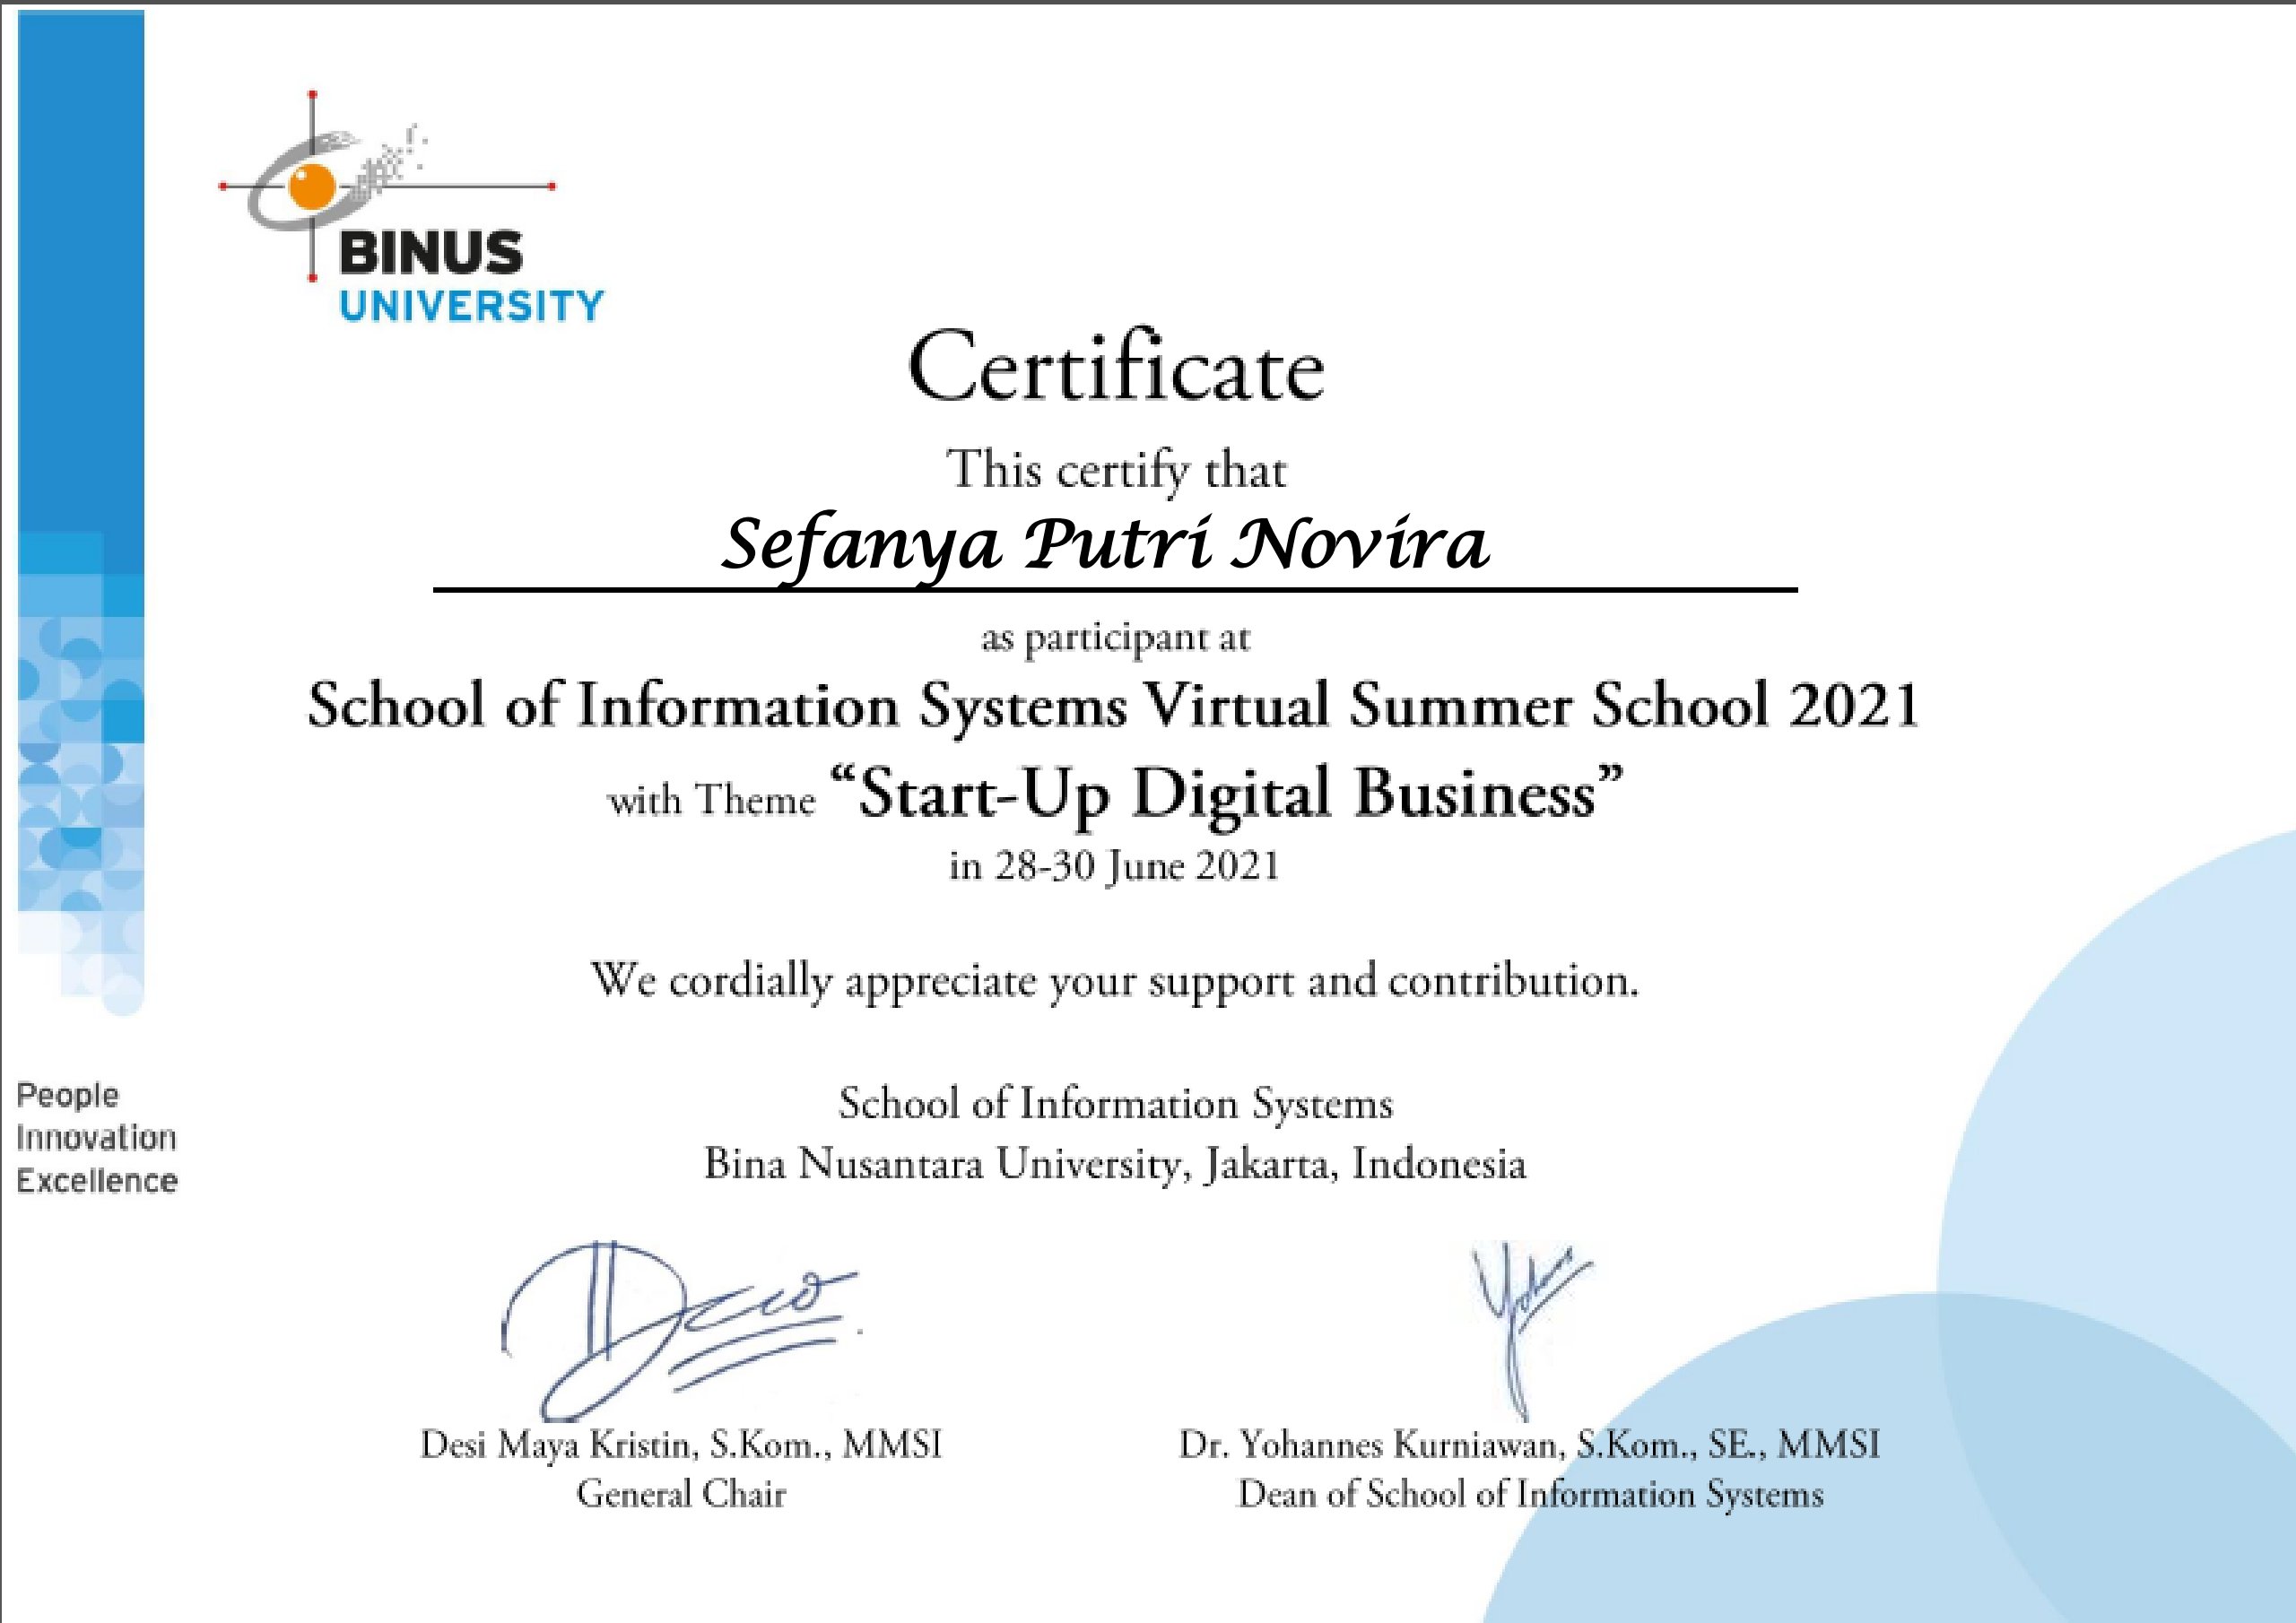 BINUS
UNIVERSITY
Certificate
This certify that
Sefanya Putri Novira
as participant at
School of Information Systems Virtual Summer School 2021
with Theme “Start-Up Digital Business”
in 28-30 June 2021
We cordially appreciate your support and contribution.
People
Innovation
Excellence
School of Information Systems
Bina Nusantara University, Jakarta, Indonesia
Desi Maya Kristin, S.Kom., MMSI
General Chair
Dr. Yohannes Kurniawan, S.Kom., SE., MMSI
Dean of School of Information Systems